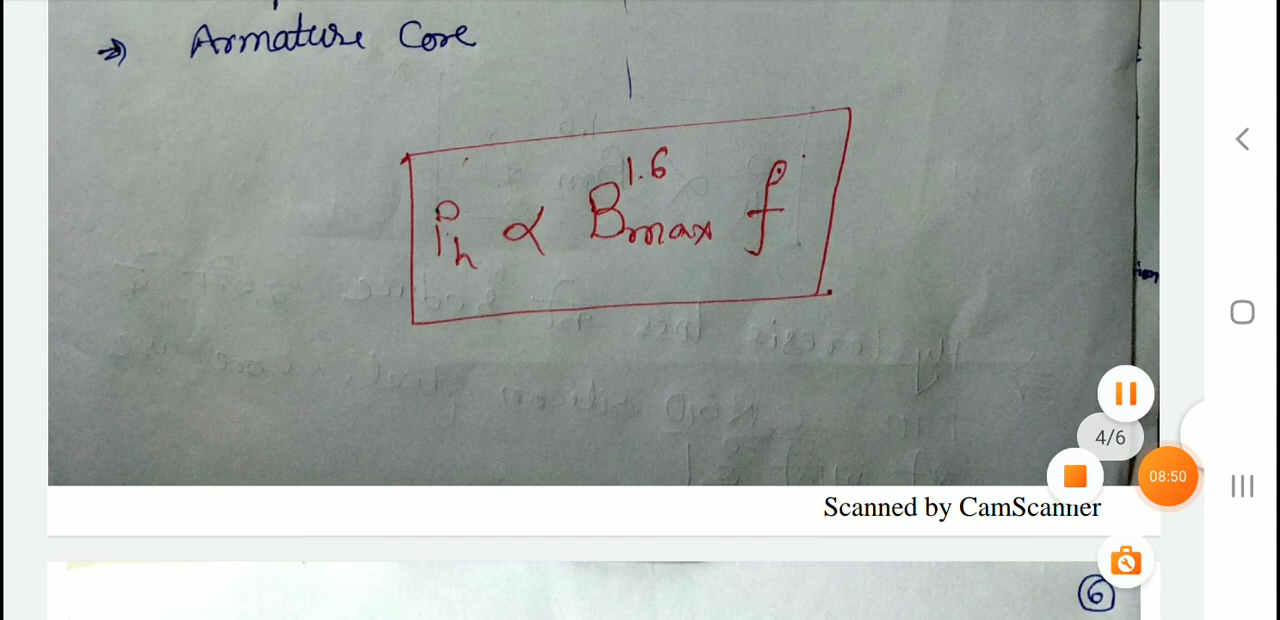 ⇒ Armature Core
Ph ∝ Bmax^1.6 f
4/6
08:50
Scanned by CamScanner
6